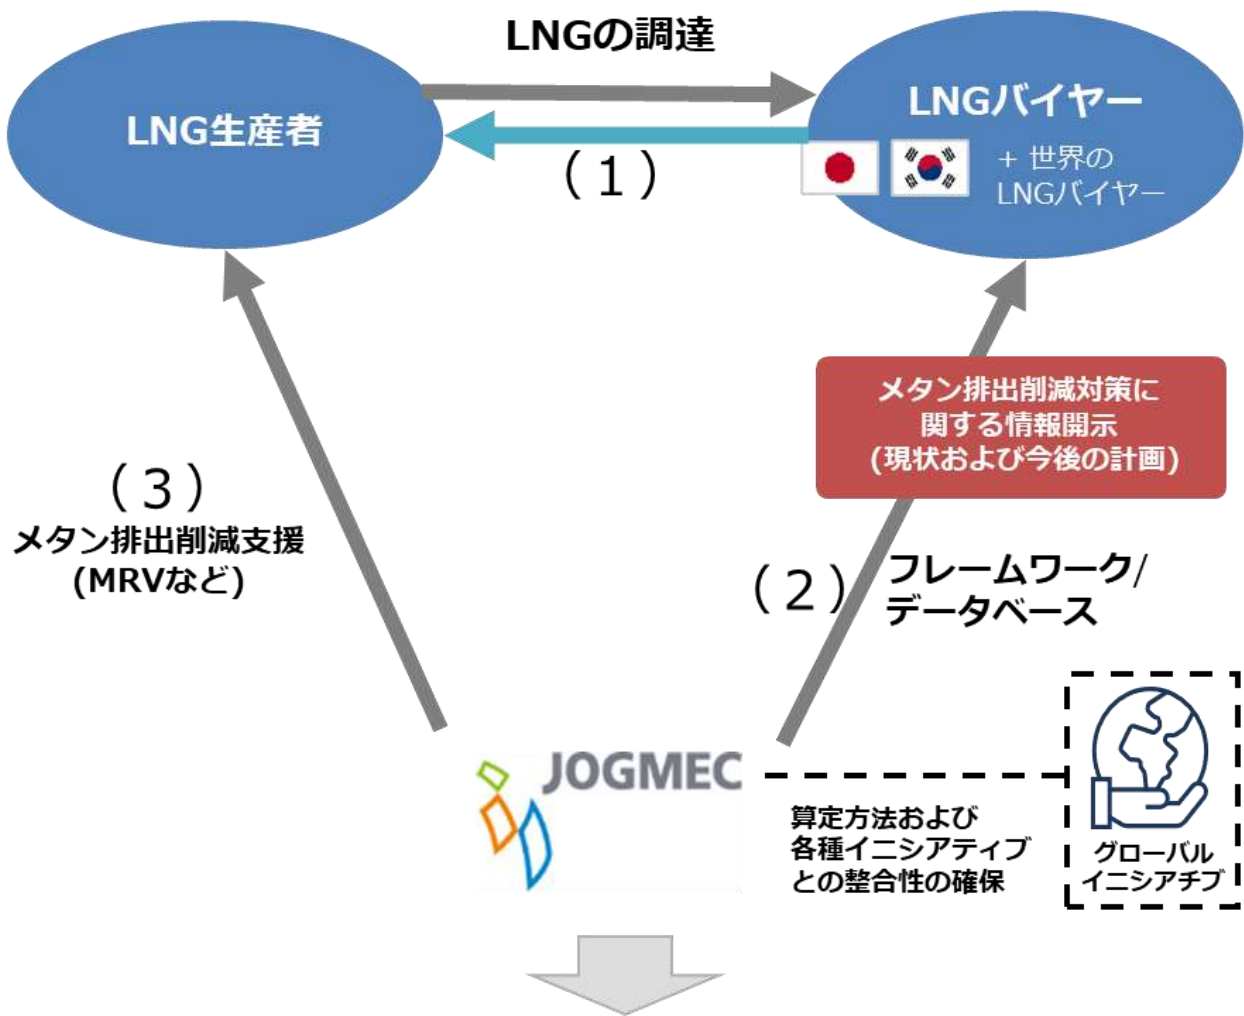 LNGの調達
LNG生産者
LNGバイヤー
(1)
+ 世界の
LNGバイヤー
メタン排出削減対策に
関する情報開示
(現状および今後の計画)
(3)
メタン排出削減支援
(MRVなど)
(2)
フレームワーク/
データベース
JOGMEC
算定方法および
各種イニシアティブ
との整合性の確保
グローバル
イニシアチブ